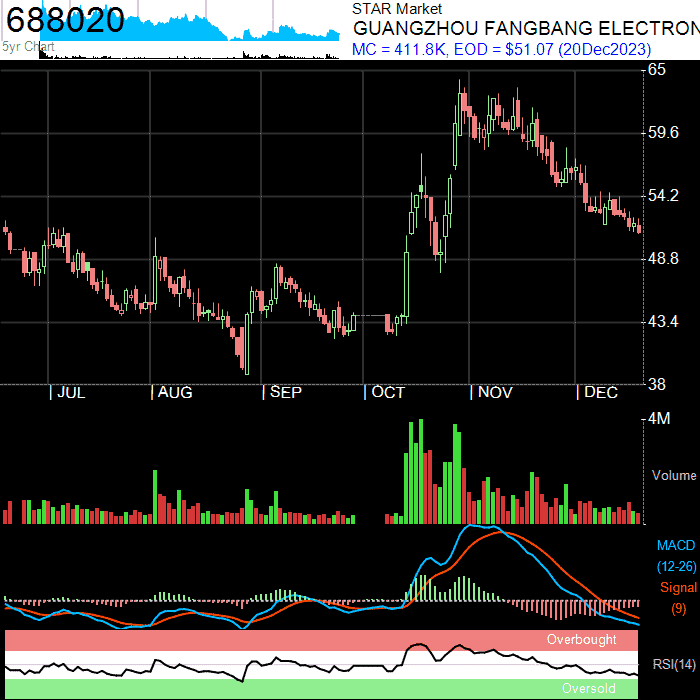 688020
5yr Chart
STAR Market
GUANGZHOU FANGBANG ELECTRON
MC = 411.8K, EOD = $51.07 (20Dec2023)
65
59.6
54.2
48.8
43.4
38
JUL
AUG
SEP
OCT
NOV
DEC
4M
Volume
MACD
(12-26)
Signal
(9)
Overbought
RSI(14)
Oversold